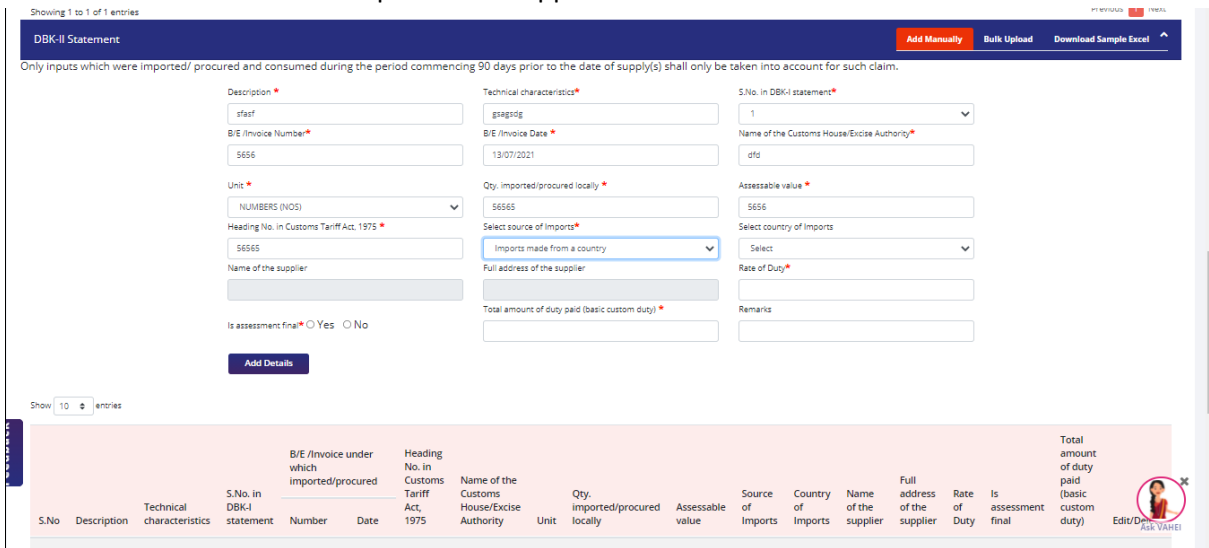 Showing 1 to 1 of 1 entries
Previous 1 Next
DBK-II Statement Add Manually Bulk Upload Download Sample Excel
Only inputs which were imported/ procured and consumed during the period commencing 90 days prior to the date of supply(s) shall only be taken into account for such claim.
Description * Technical characteristics* S.No. in DBK-I statement*
sfasf gsagsdg 1
B/E /Invoice Number* B/E /Invoice Date * Name of the Customs House/Excise Authority*
5656 13/07/2021 dfd
Unit * Qty. imported/procured locally * Assessable value *
NUMBERS (NOS) 56565 5656
Heading No. in Customs Tariff Act, 1975 * Select source of Imports* Select country of Imports
56565 Imports made from a country Select
Name of the supplier Full address of the supplier Rate of Duty*
Total amount of duty paid (basic custom duty) * Remarks
Is assessment final* Yes No
Add Details
Show 10 entries
S.No
Description
Technical characteristics
S.No. in DBK-I statement
B/E /Invoice under which imported/procured
Number Date
Heading No. in Customs Tariff Act, 1975
Name of the Customs House/Excise Authority
Unit
Qty. imported/procured locally
Assessable value
Source of Imports
Country of Imports
Name of the supplier
Full address of the supplier
Rate of Duty
Is assessment final
Total amount of duty paid (basic custom duty)
Ask VAHEI